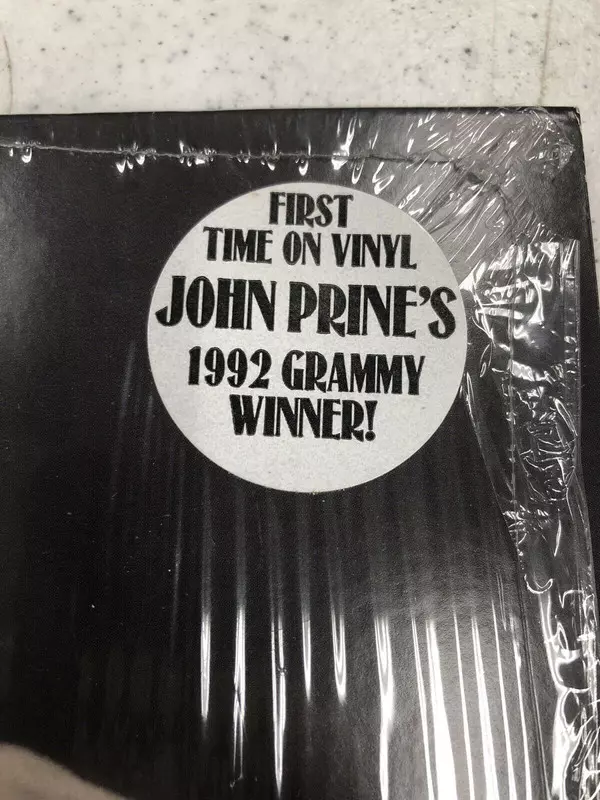 FIRST
TIME ON VINYL
JOHN PRINE'S
1992 GRAMMY
WINNER!